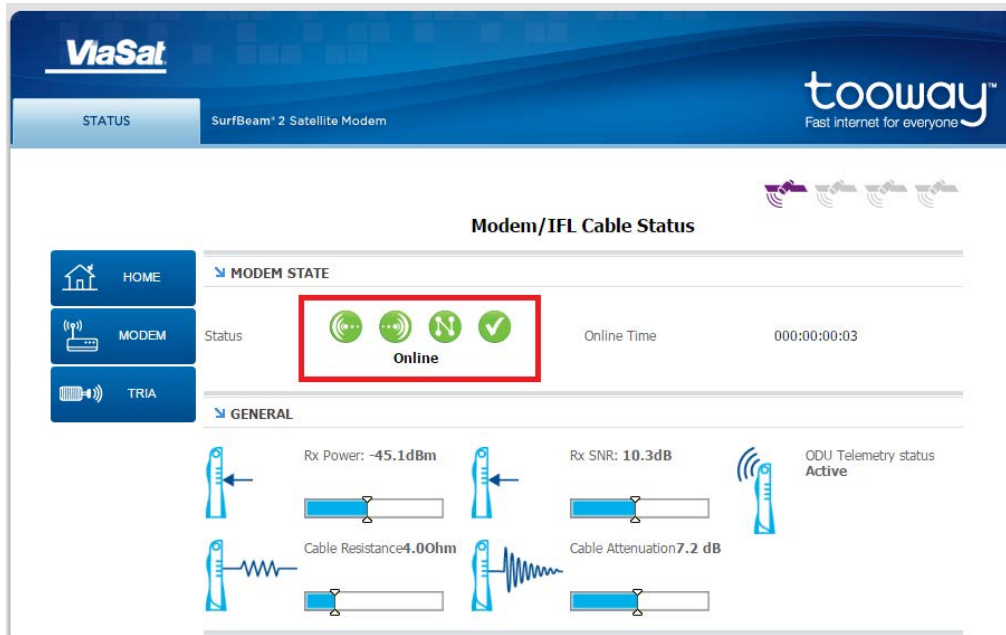 ViaSat
tooway™
Fast internet for everyone
STATUS
SurfBeam® 2 Satellite Modem
Modem/IFL Cable Status
HOME
MODEM
TRIA
MODEM STATE
Status
Online
Online Time
000:00:00:03
GENERAL
Rx Power: -45.1dBm
Rx SNR: 10.3dB
ODU Telemetry status
Active
Cable Resistance4.0Ohm
Cable Attenuation7.2 dB